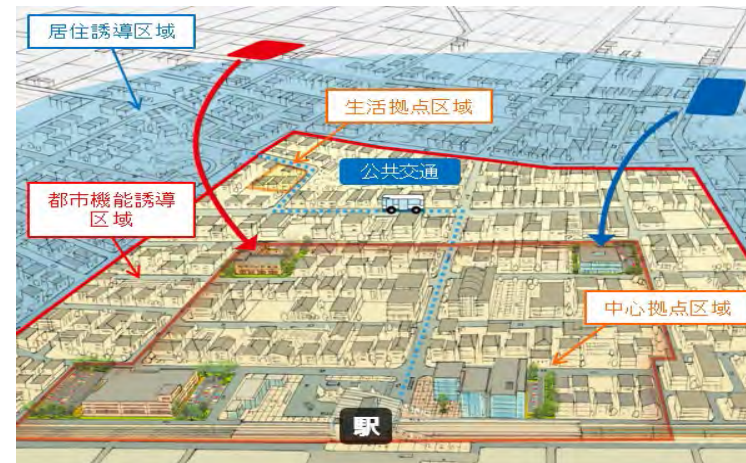 居住誘導区域
生活拠点区域
公共交通
都市機能誘導
区域
中心拠点区域
駅